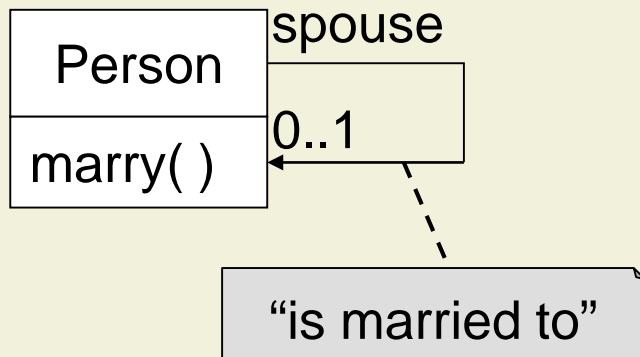 spouse
Person
0..1
marry( )
“is married to”